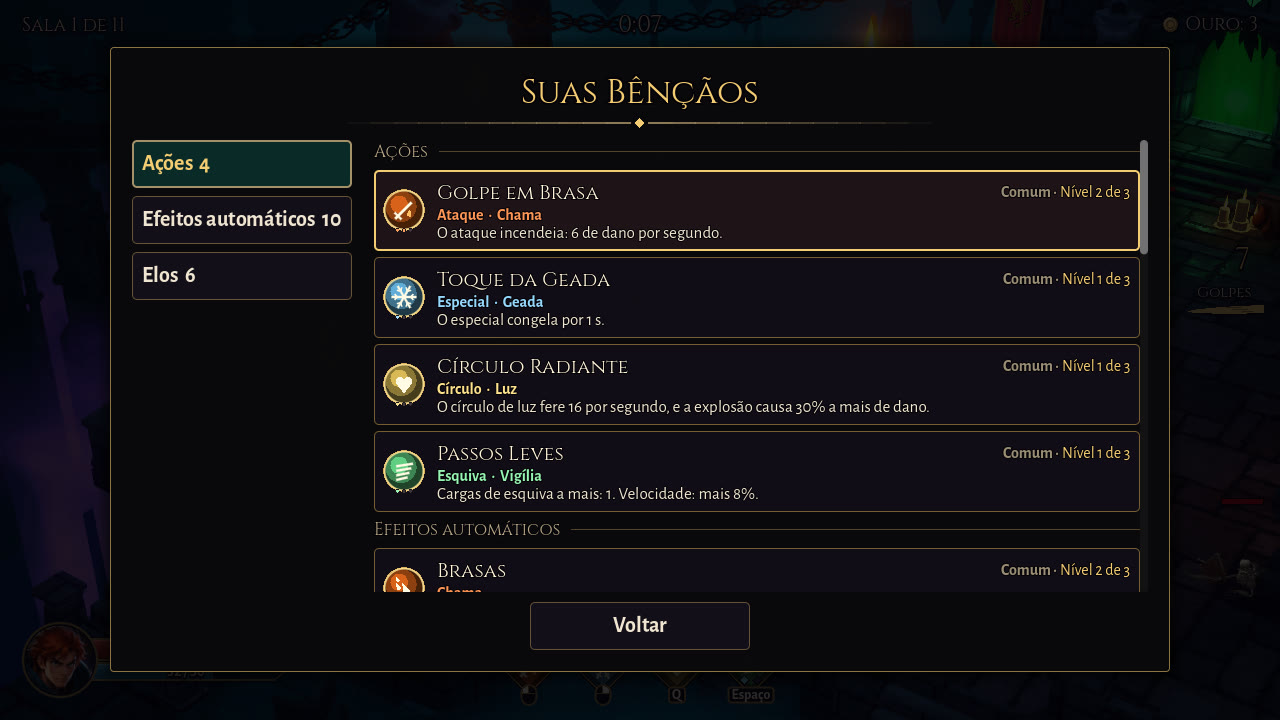 Sala 1 de 11
0:07
Ouro: 3
Suas Bênçãos
Ações 4
Efeitos automáticos 10
Elos 6
Ações
Golpe em Brasa
Comum · Nível 2 de 3
Ataque · Chama
O ataque incendeia: 6 de dano por segundo.
Toque da Geada
Comum · Nível 1 de 3
Especial · Geada
O especial congela por 1 s.
Círculo Radiante
Comum · Nível 1 de 3
Círculo · Luz
O círculo de luz fere 16 por segundo, e a explosão causa 30% a mais de dano.
Passos Leves
Comum · Nível 1 de 3
Esquiva · Vigília
Cargas de esquiva a mais: 1. Velocidade: mais 8%.
Efeitos automáticos
Brasas
Comum · Nível 2 de 3
Chama
7
Golpes
Voltar
Q
Espaço